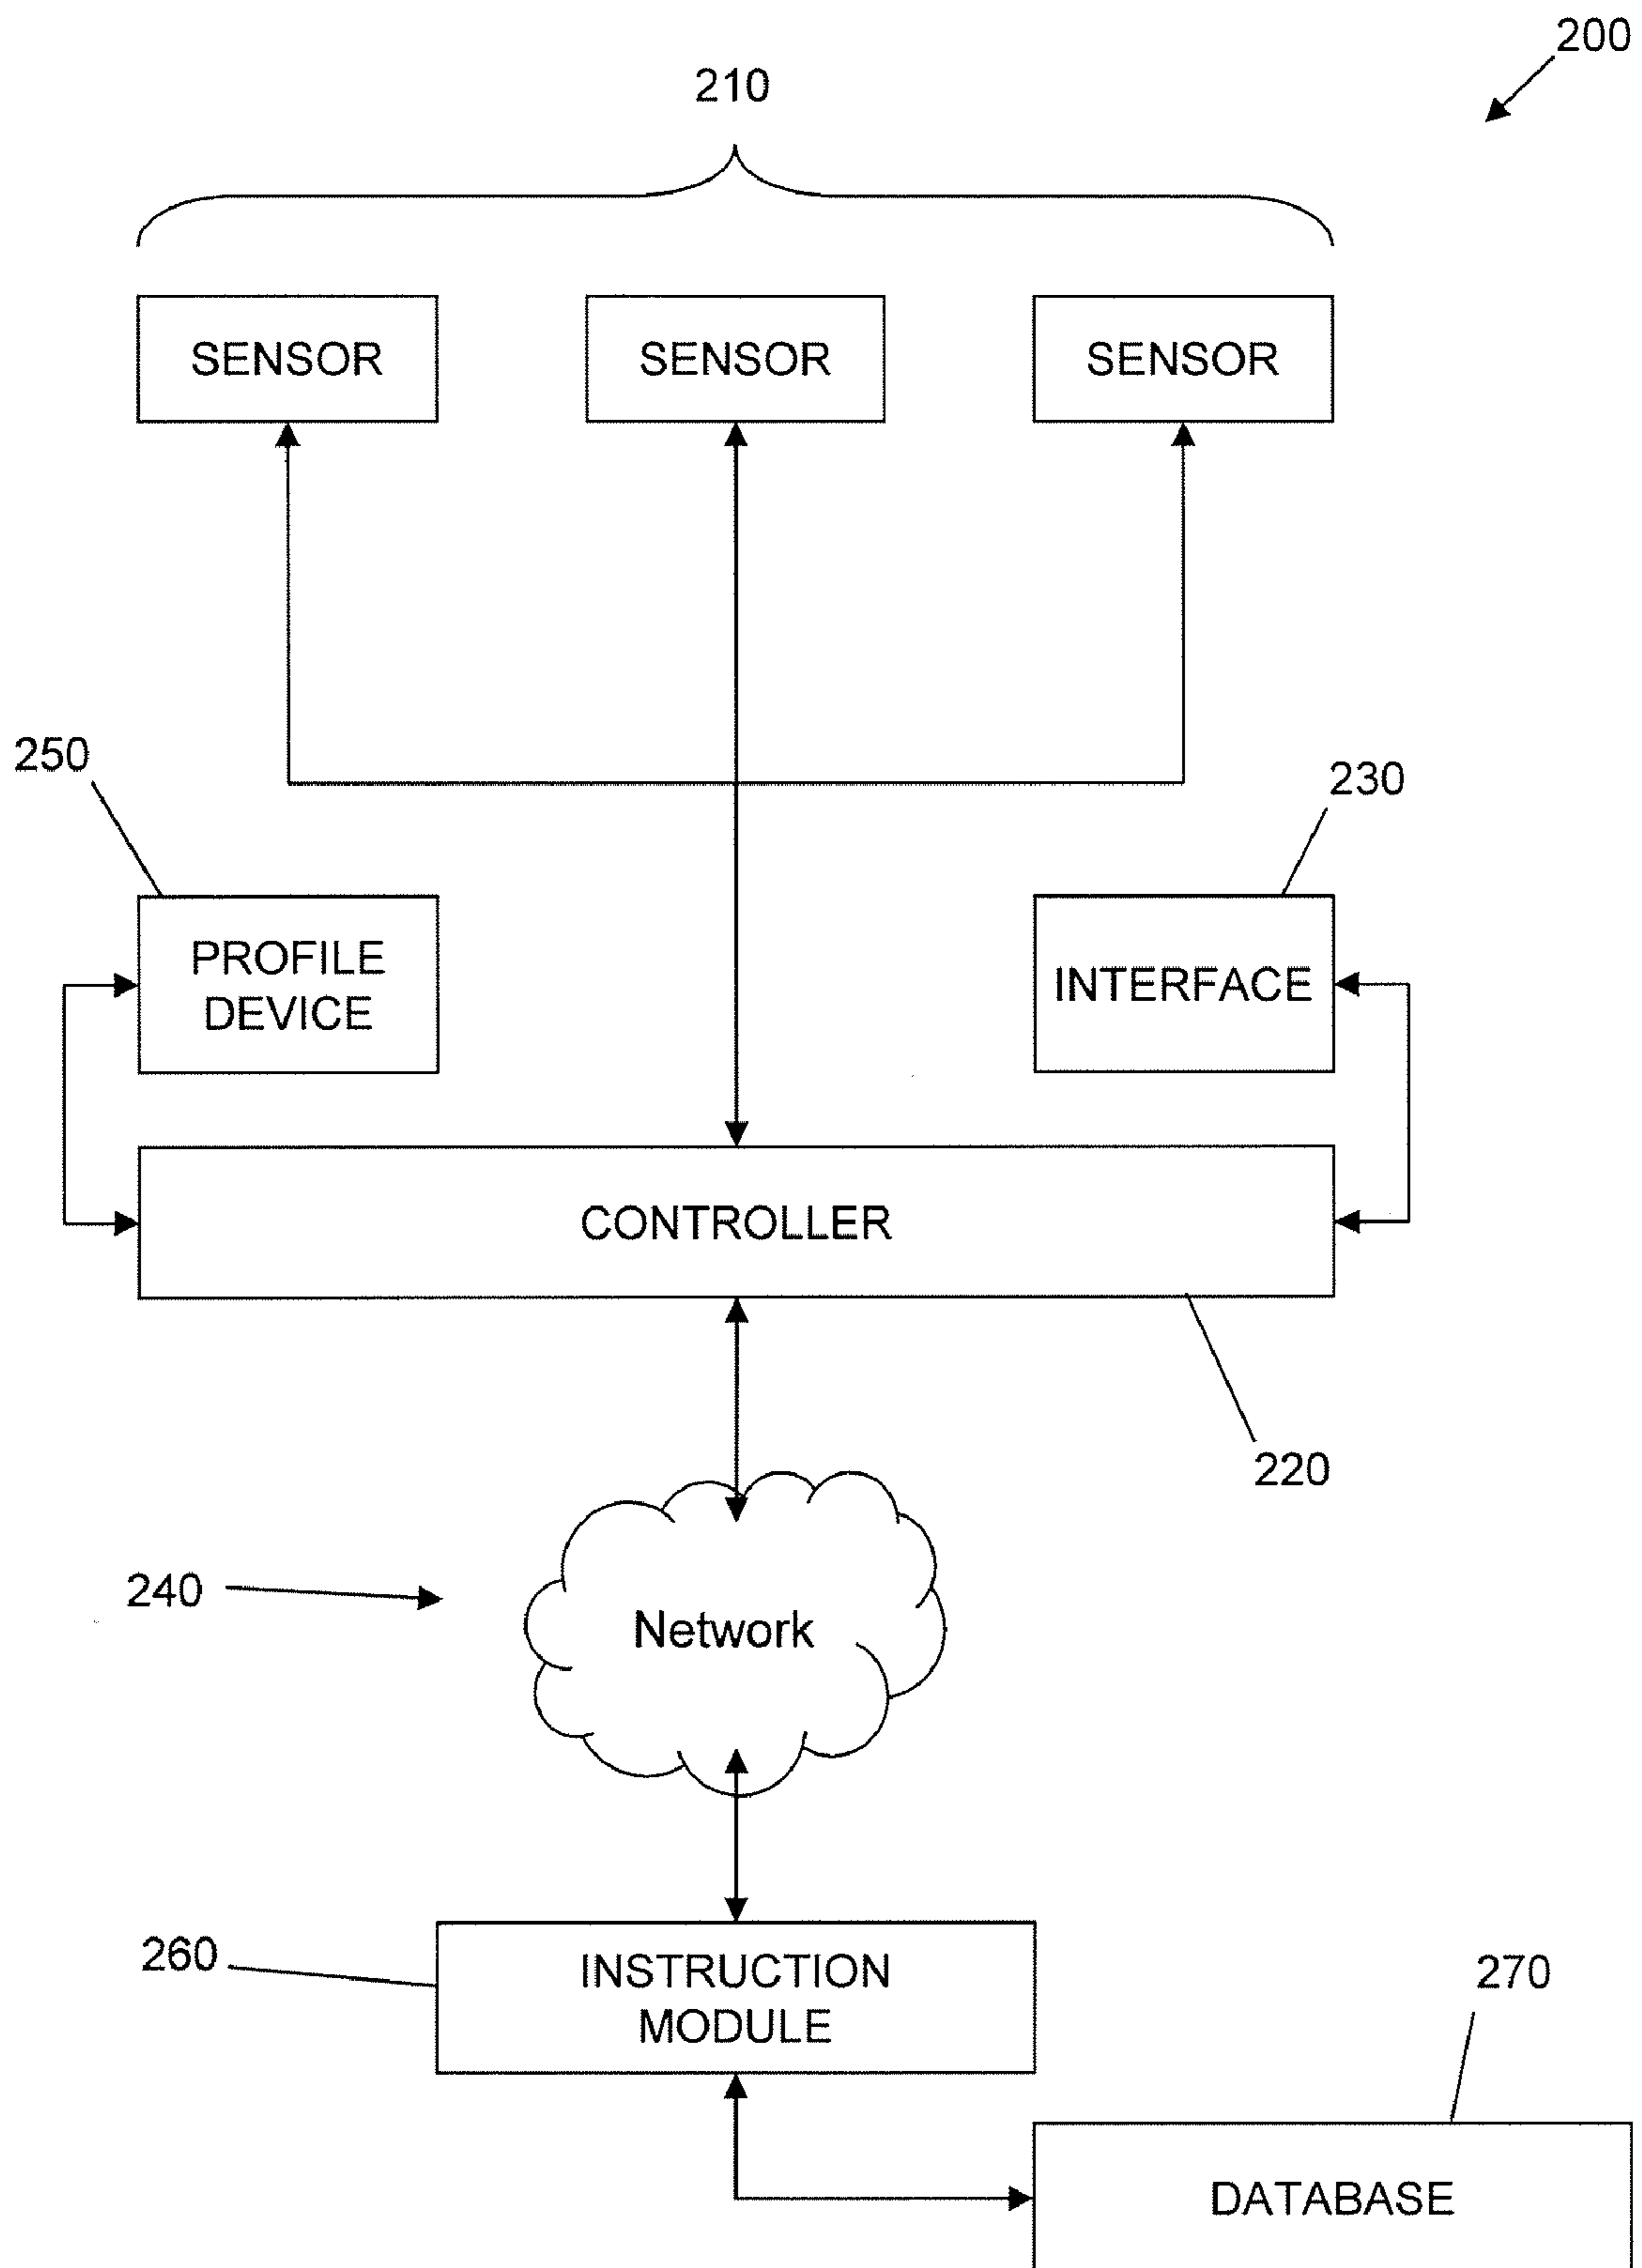 200
210
SENSOR
SENSOR
SENSOR
250
230
PROFILE
DEVICE
INTERFACE
CONTROLLER
220
240
Network
260
INSTRUCTION
MODULE
270
DATABASE